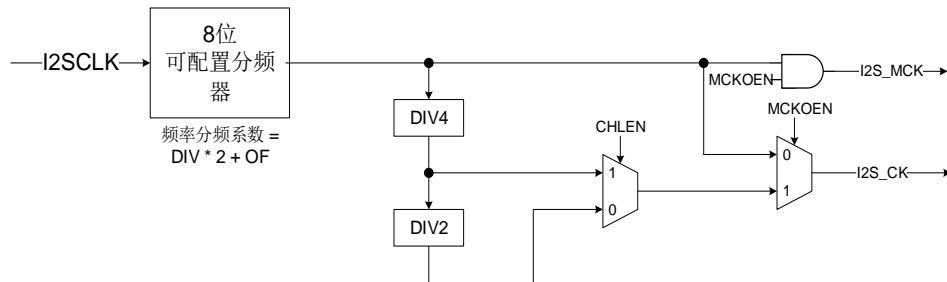 8位
可配置分频
器
I2SCLK
频率分频系数 =
DIV * 2 + OF
DIV4
DIV2
CHLEN
1
0
MCKOEN
I2S_MCK
MCKOEN
0
1
I2S_CK